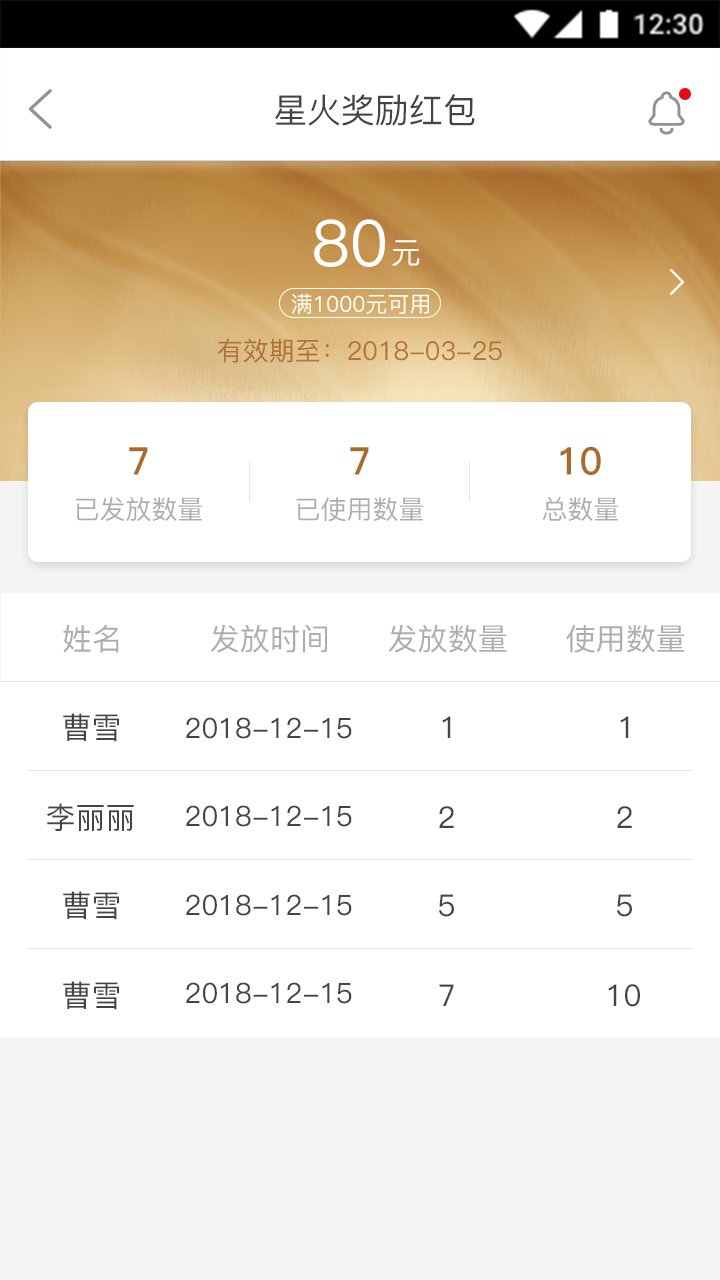 12:30
星火奖励红包
80元
满1000元可用
有效期至：2018-03-25
7 7 10
已发放数量 已使用数量 总数量
姓名 发放时间 发放数量 使用数量
曹雪 2018-12-15 1 1
李丽丽 2018-12-15 2 2
曹雪 2018-12-15 5 5
曹雪 2018-12-15 7 10